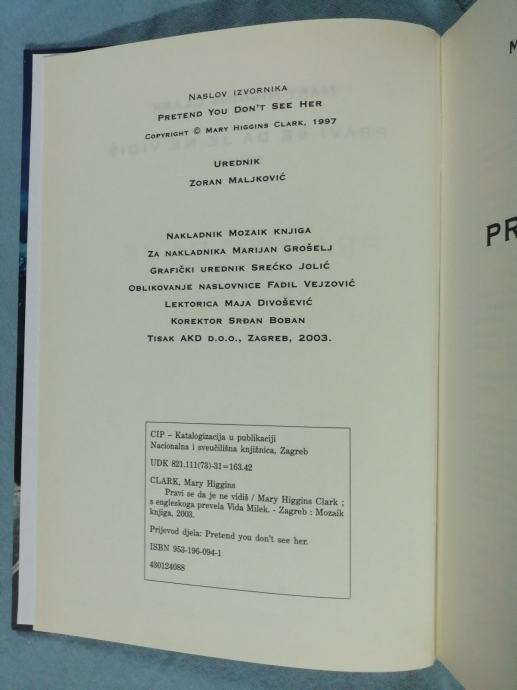 Naslov izvornika
Pretend You Don't See Her
Copyright © Mary Higgins Clark, 1997
Urednik
Zoran Maljković
Nakladnik Mozaik knjiga
Za nakladnika Marijan Grošelj
Grafički urednik Srećko Jolić
Oblikovanje naslovnice Fadil Vejzović
Lektorica Maja Divošević
Korektor Srđan Boban
Tisak AKD d.o.o., Zagreb, 2003.
CIP – Katalogizacija u publikaciji
Nacionalna i sveučilišna knjižnica, Zagreb
UDK 821.111(73)-31=163.42
CLARK, Mary Higgins
Pravi se da je ne vidiš / Mary Higgins Clark ;
s engleskoga prevela Vida Milek. - Zagreb : Mozaik
knjiga, 2003.
Prijevod djela: Pretend you don't see her.
ISBN 953-196-094-1
430124088
M
PR